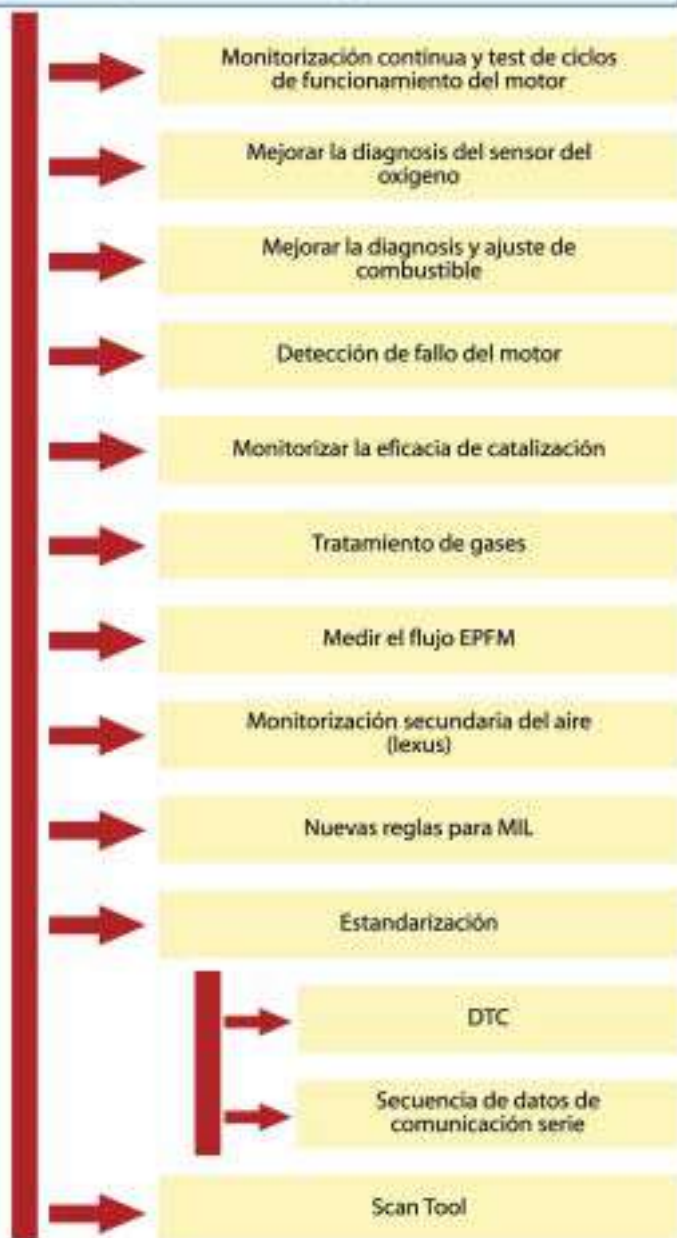 Monitorización continua y test de ciclos
de funcionamiento del motor
Mejorar la diagnosis del sensor del
oxigeno
Mejorar la diagnosis y ajuste de
combustible
Detección de fallo del motor
Monitorizar la eficacia de catalización
Tratamiento de gases
Medir el flujo EPFM
Monitorización secundaria del aire
(lexus)
Nuevas reglas para MIL
Estandarización
DTC
Secuencia de datos de
comunicación serie
Scan Tool